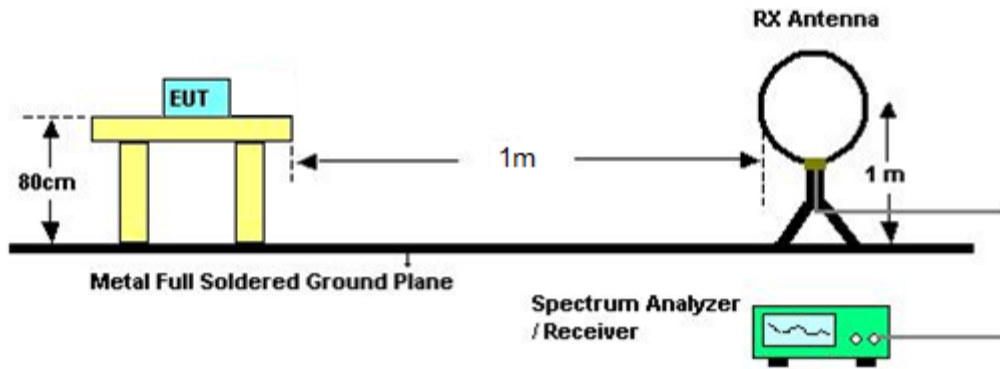 RX Antenna
EUT
1m
80cm
1 m
Metal Full Soldered Ground Plane
Spectrum Analyzer
/ Receiver